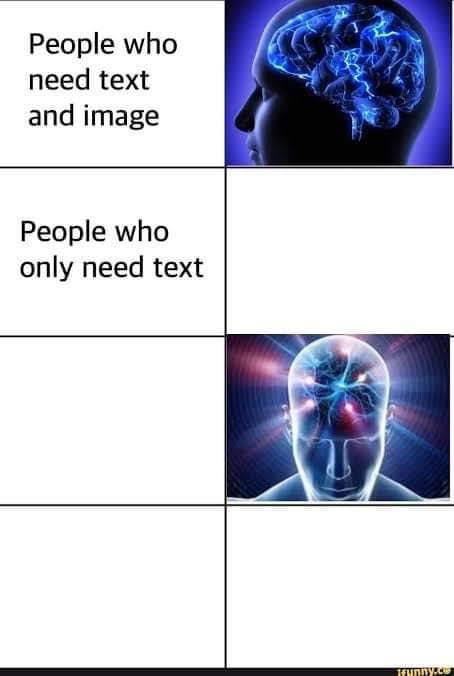 People who
need text
and image
People who
only need text
ifunny.co